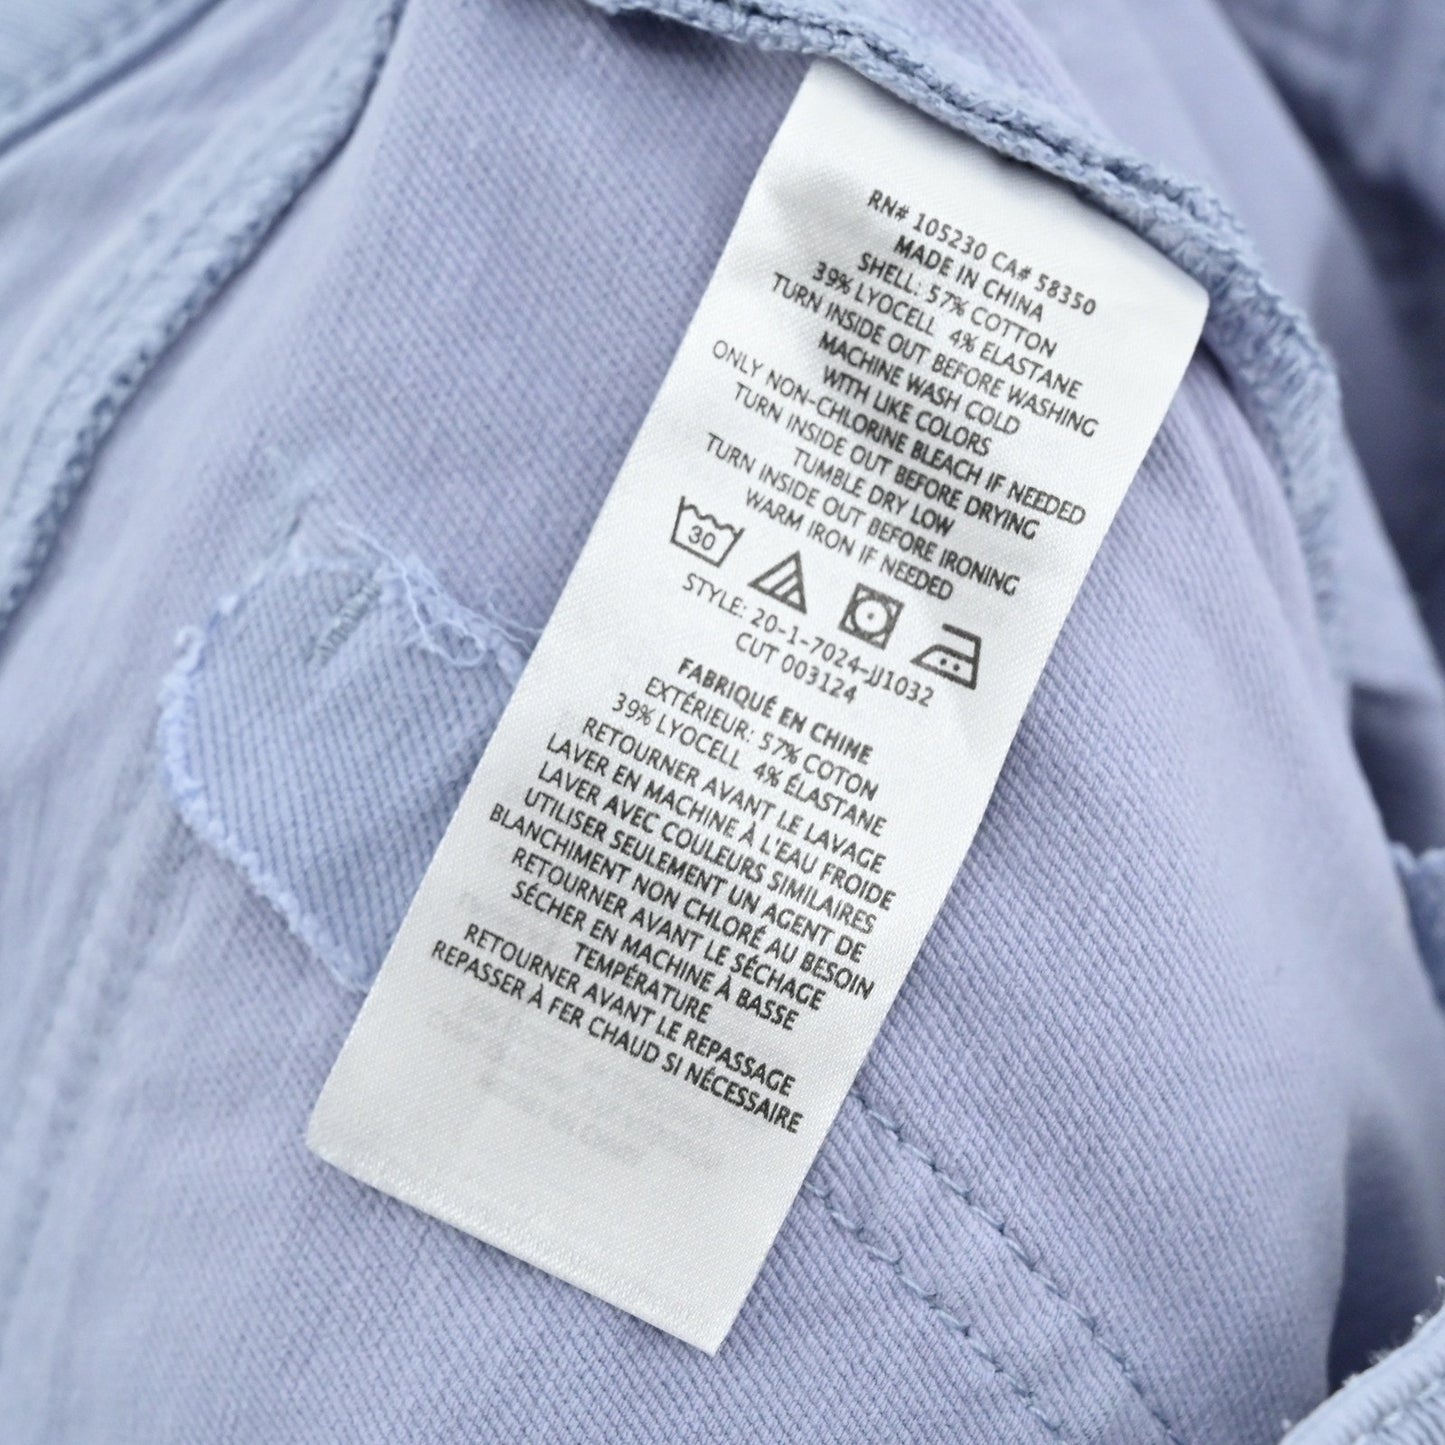 RN# 105230 CA# 58350
MADE IN CHINA
SHELL: 57% COTTON
39% LYOCELL 4% ELASTANE
TURN INSIDE OUT BEFORE WASHING
MACHINE WASH COLD
WITH LIKE COLORS
ONLY NON-CHLORINE BLEACH IF NEEDED
TURN INSIDE OUT BEFORE DRYING
TUMBLE DRY LOW
TURN INSIDE OUT BEFORE IRONING
WARM IRON IF NEEDED
30
STYLE: 20-1-7024-JJ1032
CUT 003124
FABRIQUÉ EN CHINE
EXTÉRIEUR: 57% COTON
39% LYOCELL 4% ÉLASTANE
RETOURNER AVANT LE LAVAGE
LAVER EN MACHINE À L'EAU FROIDE
LAVER AVEC COULEURS SIMILAIRES
UTILISER SEULEMENT UN AGENT DE
BLANCHIMENT NON CHLORÉ AU BESOIN
RETOURNER AVANT LE SÉCHAGE
SÉCHER EN MACHINE À BASSE
TEMPÉRATURE
RETOURNER AVANT LE REPASSAGE
REPASSER À FER CHAUD SI NÉCESSAIRE